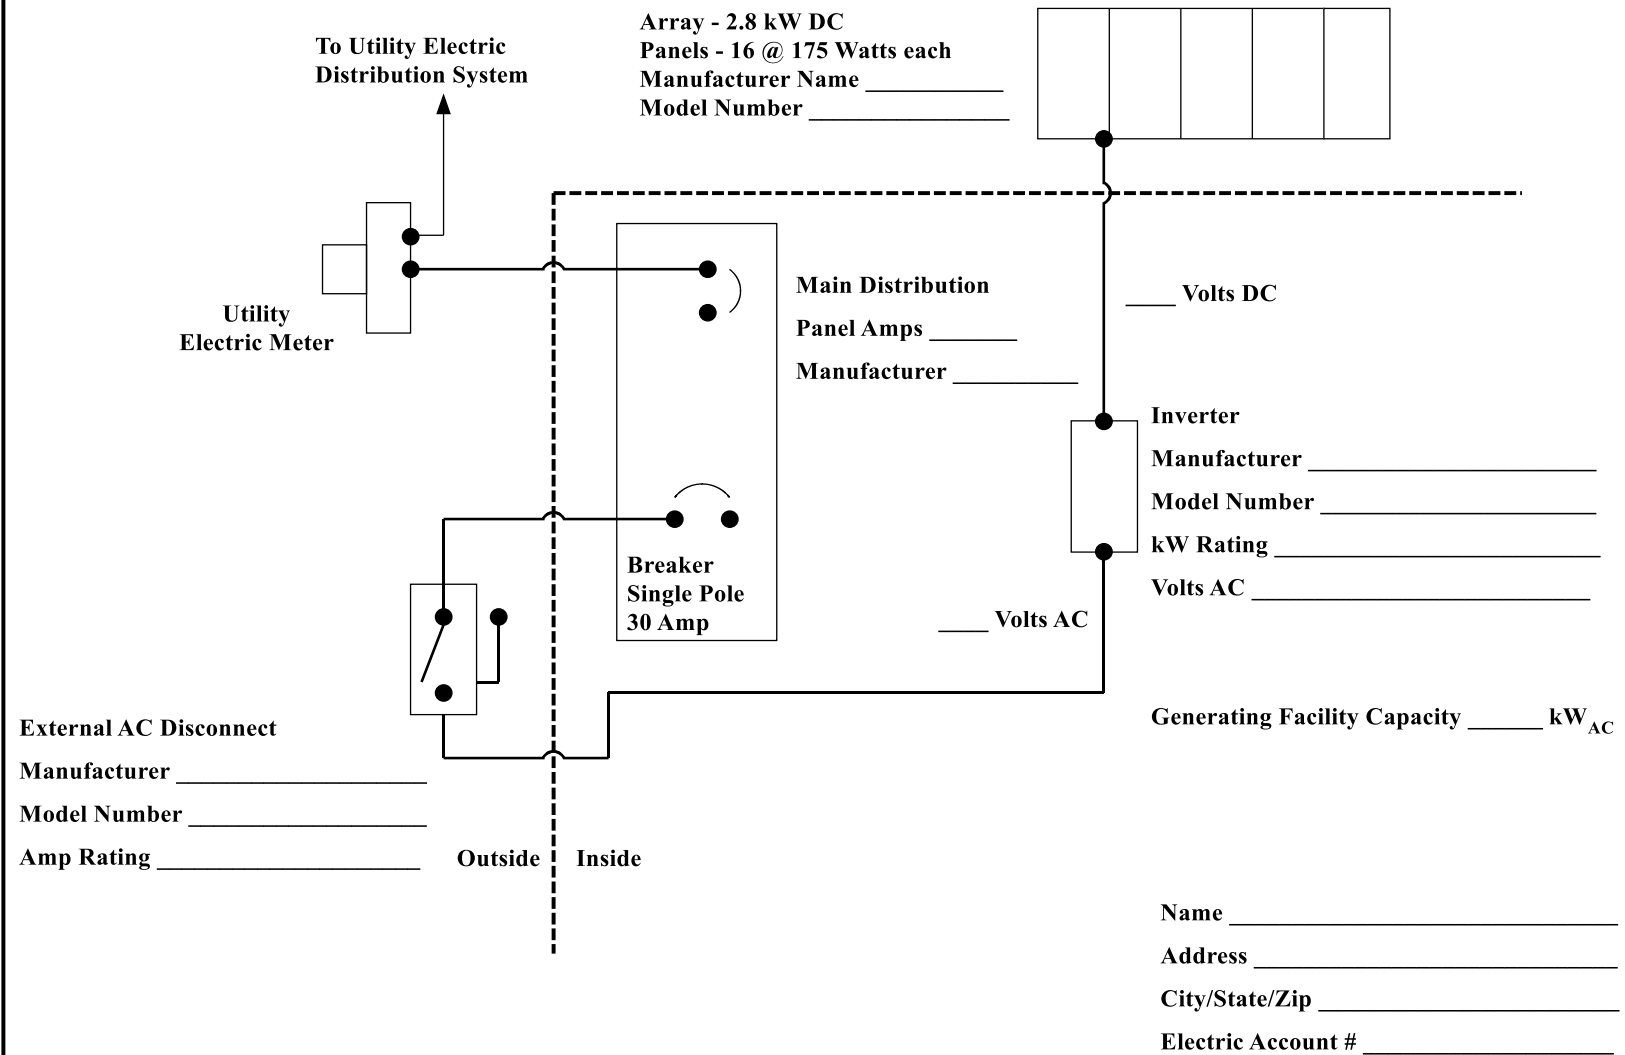 Array - 2.8 kW DC
Panels - 16 @ 175 Watts each
Manufacturer Name ___________
Model Number ________________
To Utility Electric
Distribution System
Utility
Electric Meter
Main Distribution
Panel Amps _______
Manufacturer __________
____ Volts DC
Inverter
Manufacturer _______________________
Model Number ______________________
kW Rating __________________________
Volts AC ___________________________
Breaker
Single Pole
30 Amp
____ Volts AC
Generating Facility Capacity ______ kWAC
External AC Disconnect
Manufacturer ____________________
Model Number ___________________
Amp Rating _____________________
Outside
Inside
Name _______________________________
Address _____________________________
City/State/Zip ________________________
Electric Account # ____________________